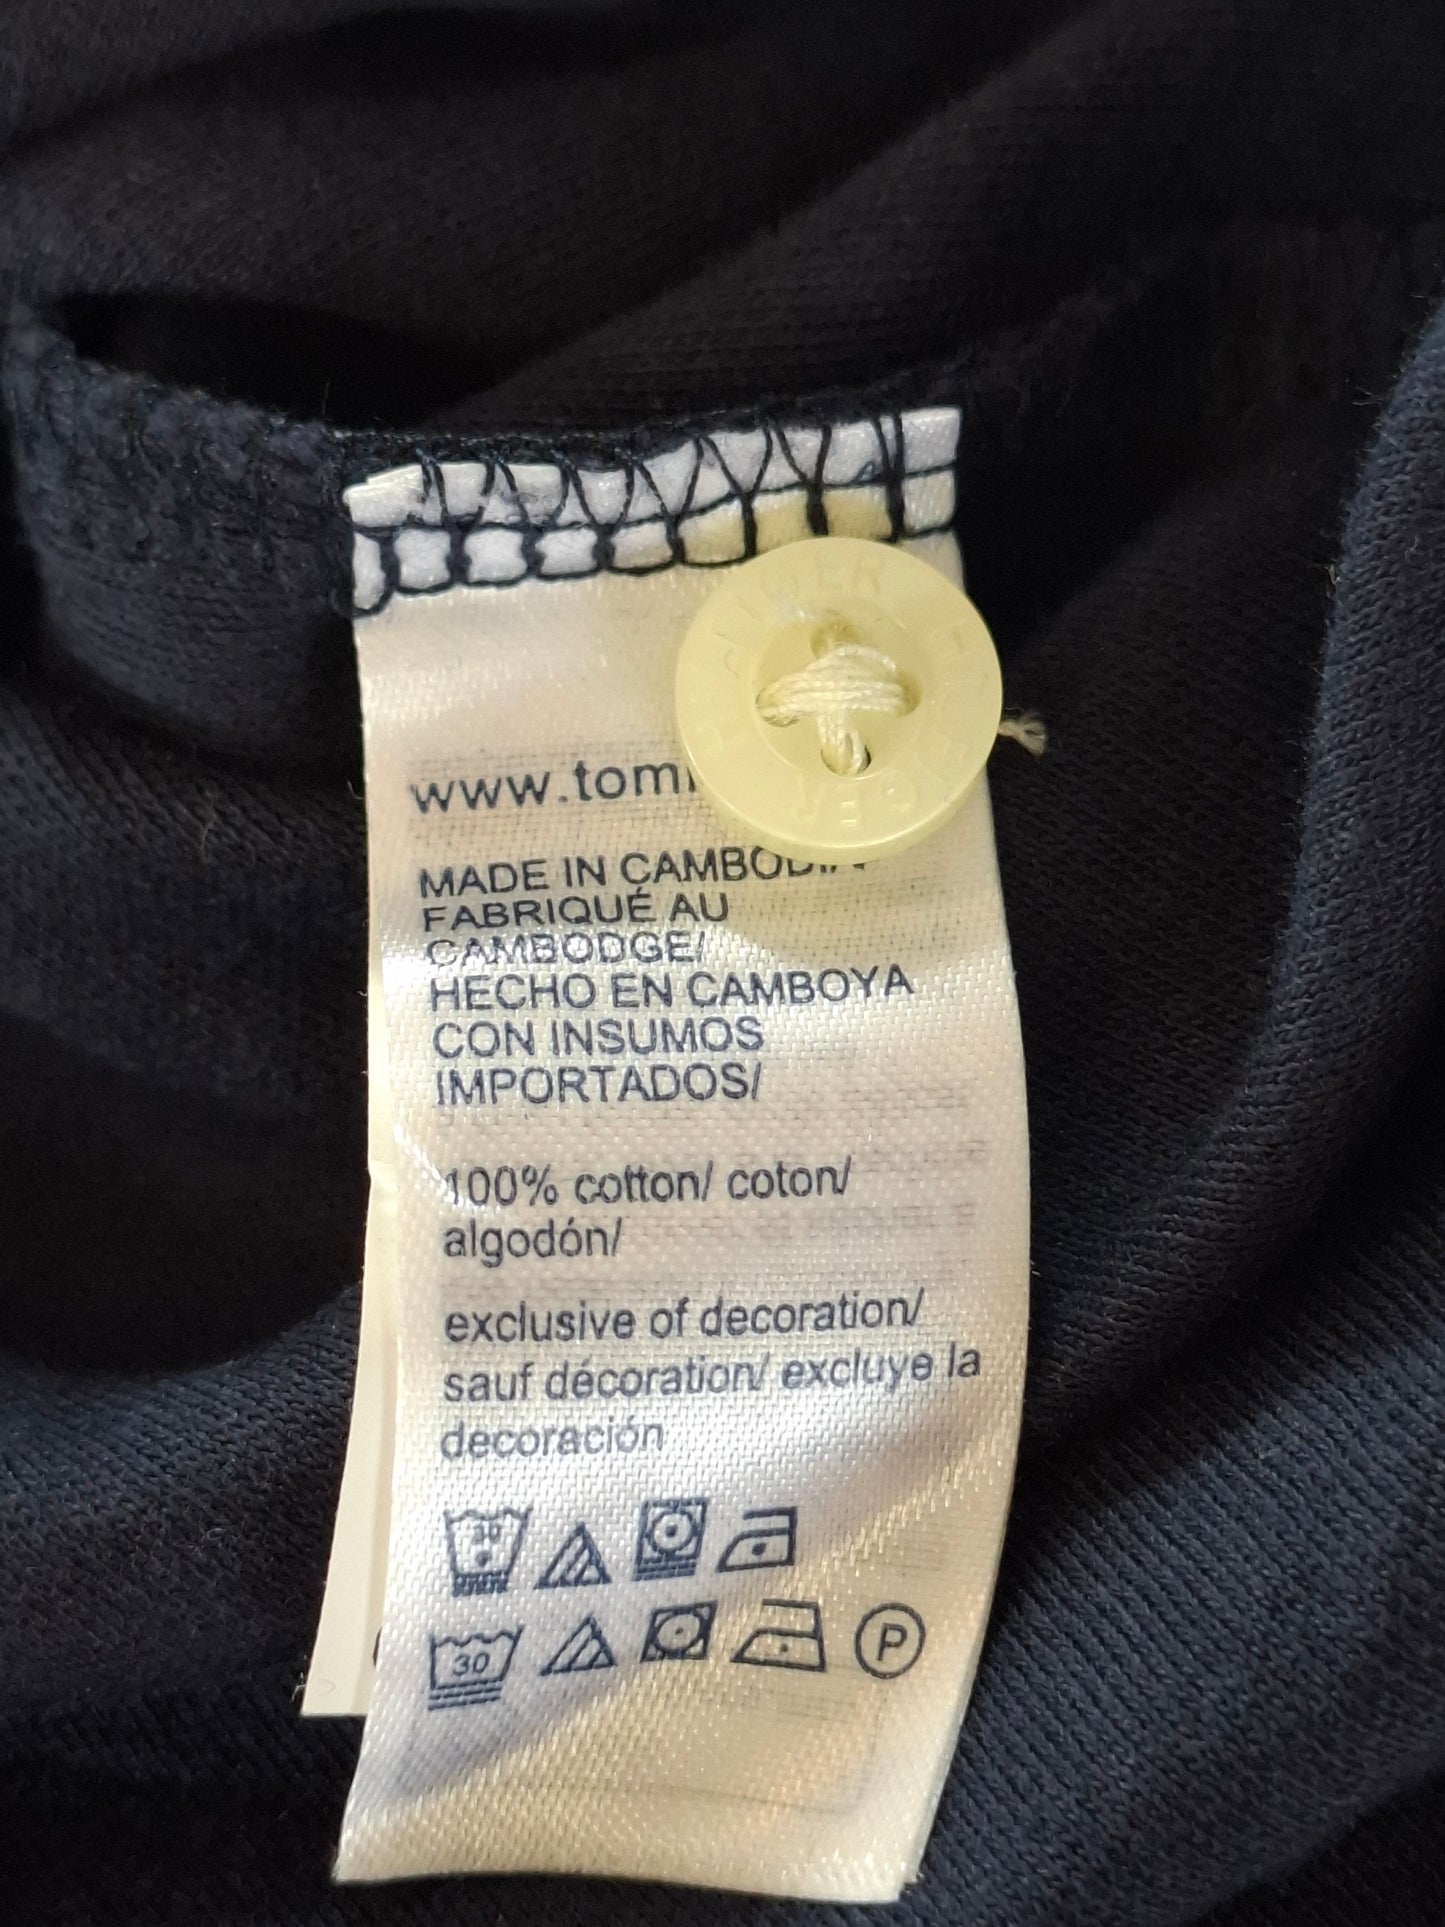 www.tom
MADE IN CAMBODIA
FABRIQUÉ AU
CAMBODGE/
HECHO EN CAMBOYA
CON INSUMOS
IMPORTADOS/
100% cotton/ coton/
algodón/
exclusive of decoration/
sauf décoration/ excluye la
decoración
30
30 P